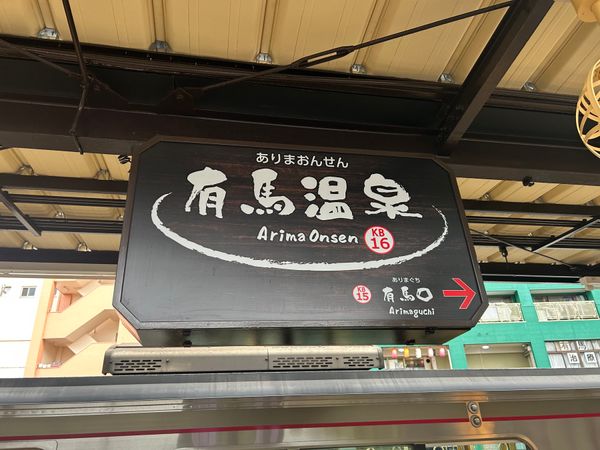 ありまおんせん
有馬温泉
Arima Onsen KB 16
ありまぐち
KB 15 有馬口
Arimaguchi